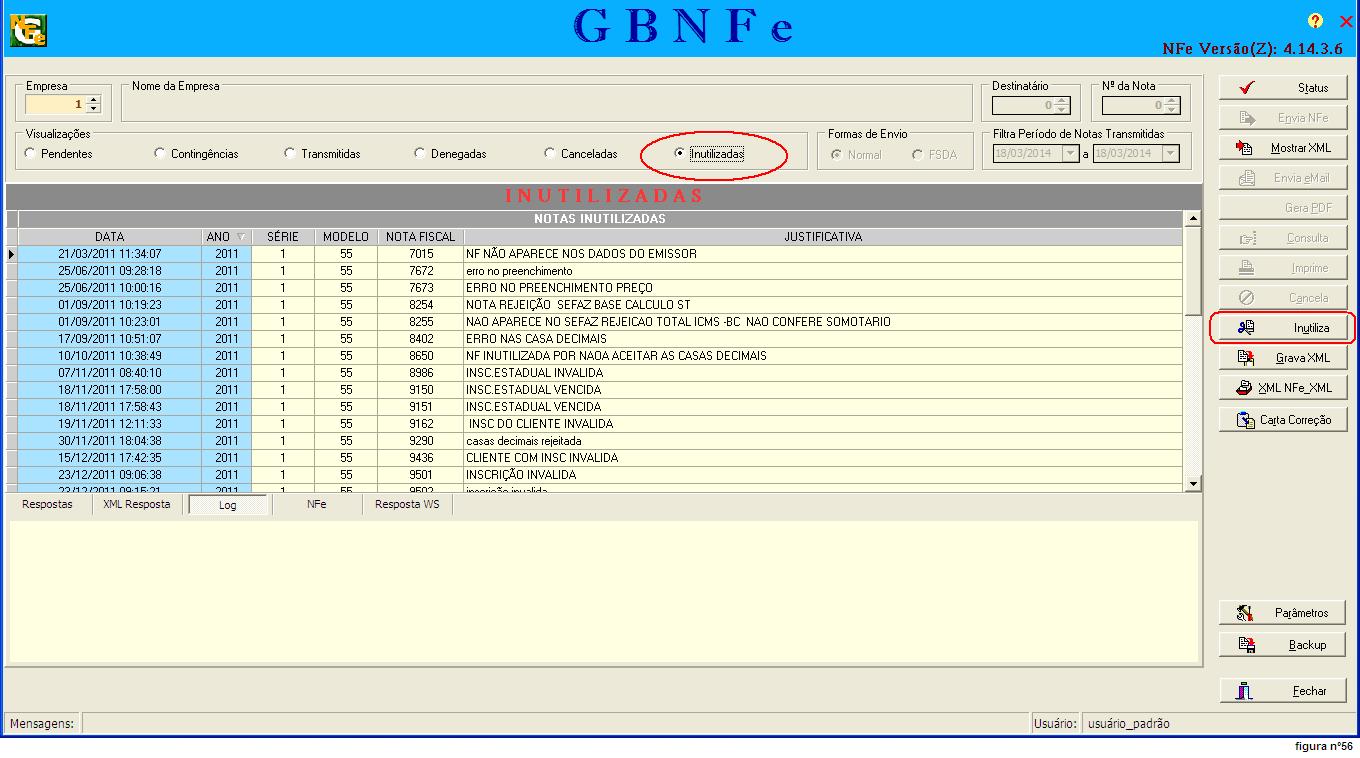 G B N F e
NFe Versão(Z): 4.14.3.6
Empresa
1
Nome da Empresa
Destinatário
0
Nº da Nota
0
Visualizações
Pendentes Contingências Transmitidas Denegadas Canceladas Inutilizadas
Formas de Envio
Normal FSDA
Filtra Período de Notas Transmitidas
18/03/2014 a 18/03/2014
Status
Envia NFe
Mostrar XML
Envia eMail
Gera PDF
Consulta
Imprime
Cancela
Inutiliza
Grava XML
XML NFe_XML
Carta Correção
INUTILIZADAS
NOTAS INUTILIZADAS
DATA ANO SÉRIE MODELO NOTA FISCAL JUSTIFICATIVA
21/03/2011 11:34:07 2011 1 55 7015 NF NÃO APARECE NOS DADOS DO EMISSOR
25/06/2011 09:28:18 2011 1 55 7672 erro no preenchimento
25/06/2011 10:00:16 2011 1 55 7673 ERRO NO PREENCHIMENTO PREÇO
01/09/2011 10:19:23 2011 1 55 8254 NOTA REJEIÇÃO SEFAZ BASE CALCULO ST
01/09/2011 10:23:01 2011 1 55 8255 NAO APARECE NO SEFAZ REJEICAO TOTAL ICMS -BC NAO CONFERE SOMOTARIO
17/09/2011 10:51:07 2011 1 55 8402 ERRO NAS CASA DECIMAIS
10/10/2011 10:38:49 2011 1 55 8650 NF INUTILIZADA POR NAOA ACEITAR AS CASAS DECIMAIS
07/11/2011 08:40:10 2011 1 55 8986 INSC.ESTADUAL INVALIDA
18/11/2011 17:58:00 2011 1 55 9150 INSC.ESTADUAL VENCIDA
18/11/2011 17:58:43 2011 1 55 9151 INSC.ESTADUAL VENCIDA
19/11/2011 12:11:33 2011 1 55 9162 INSC DO CLIENTE INVALIDA
30/11/2011 18:04:38 2011 1 55 9290 casas decimais rejeitada
15/12/2011 17:42:35 2011 1 55 9436 CLIENTE COM INSC INVALIDA
23/12/2011 09:06:38 2011 1 55 9501 INSCRIÇÃO INVALIDA
23/12/2011 09:15:21 2011 1 55 9502 inscrição invalida
Respostas XML Resposta Log NFe Resposta WS
Parâmetros
Backup
Fechar
Mensagens:
Usuário: usuário_padrão
figura n°56